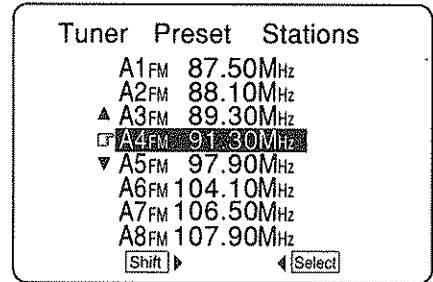 Tuner Preset Stations
A1FM 87.50MHz
A2FM 88.10MHz
A3FM 89.30MHz
A4FM 91.30MHz
A5FM 97.90MHz
A6FM 104.10MHz
A7FM 106.50MHz
A8FM 107.90MHz
Shift Select